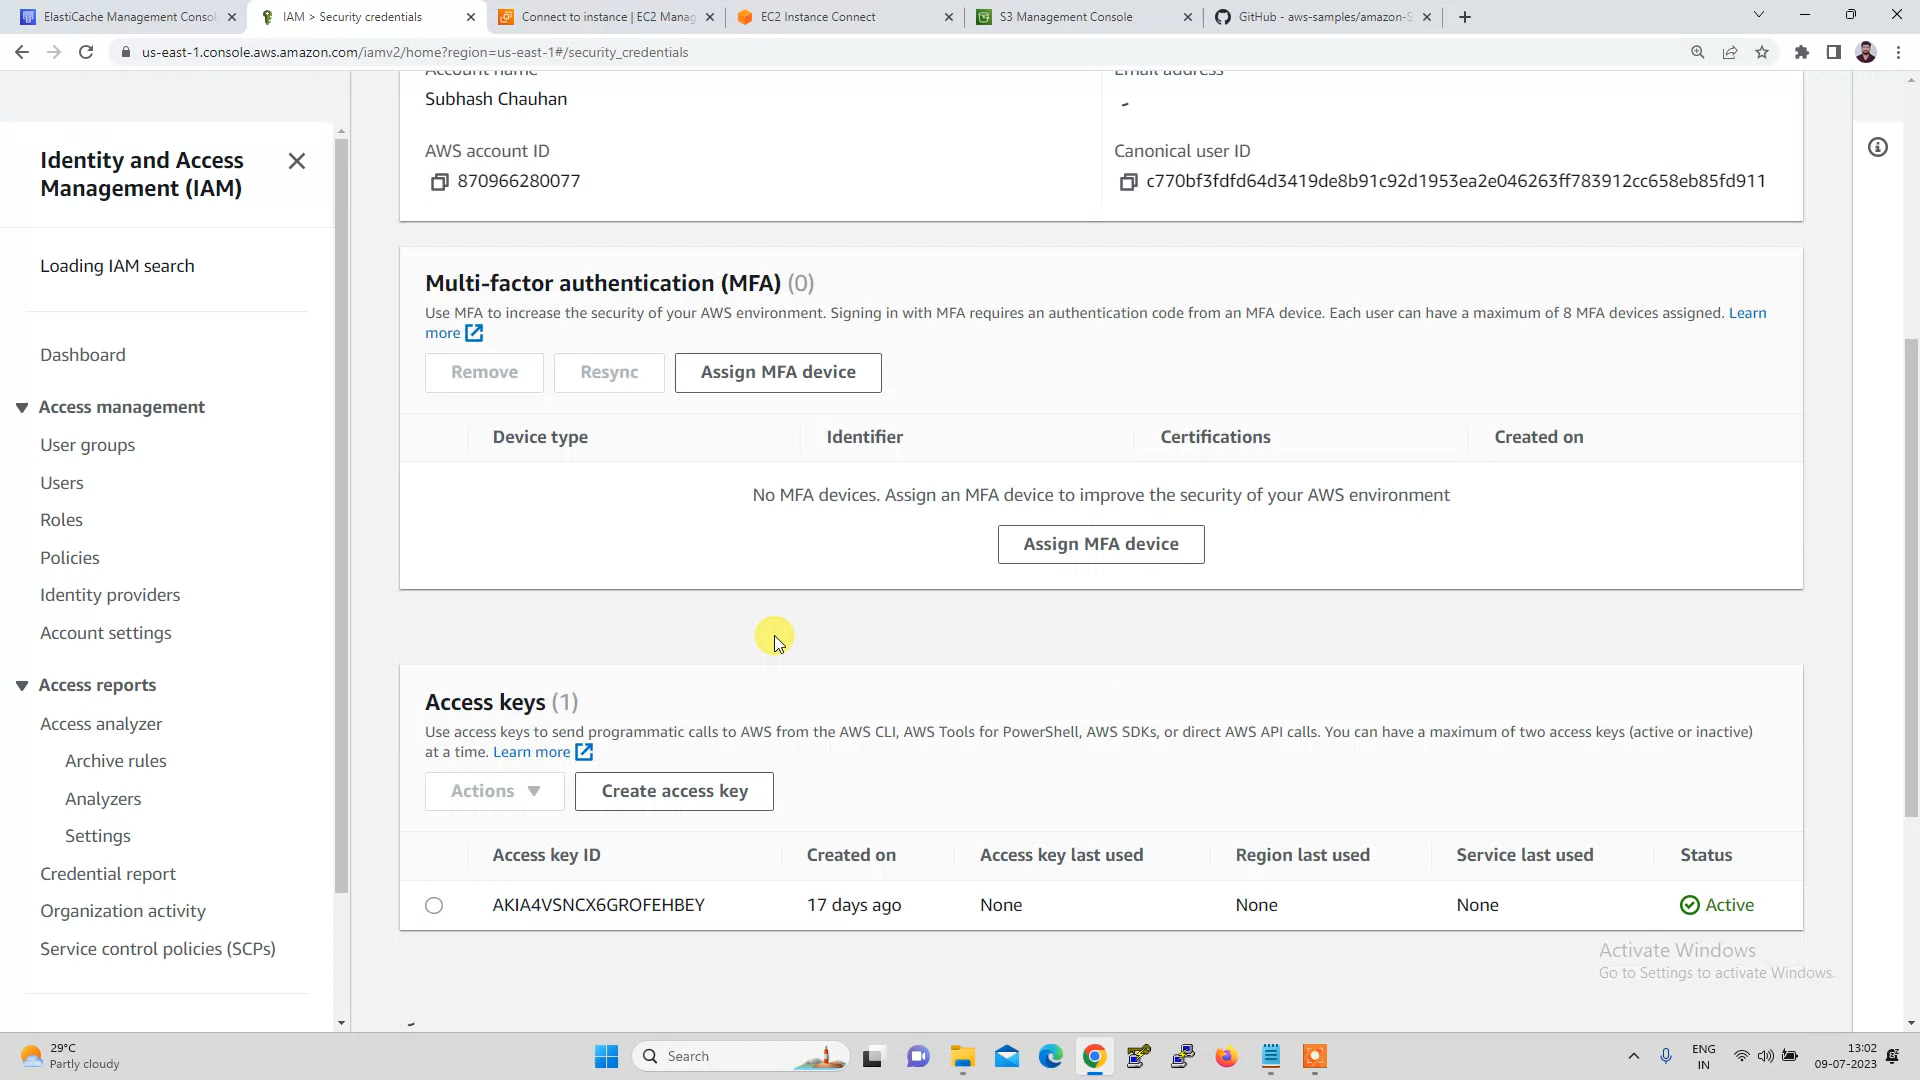 ElastiCache Management Consol
IAM > Security credentials
Connect to instance | EC2 Manag
EC2 Instance Connect
S3 Management Console
GitHub - aws-samples/amazon-S
us-east-1.console.aws.amazon.com/iamv2/home?region=us-east-1#/security_credentials
Account name
Email address
Subhash Chauhan
-
AWS account ID
Canonical user ID
870966280077
c770bf3fdfd64d3419de8b91c92d1953ea2e046263ff783912cc658eb85fd911
Identity and Access
Management (IAM)
Loading IAM search
Dashboard
Access management
User groups
Users
Roles
Policies
Identity providers
Account settings
Access reports
Access analyzer
Archive rules
Analyzers
Settings
Credential report
Organization activity
Service control policies (SCPs)
Multi-factor authentication (MFA) (0)
Use MFA to increase the security of your AWS environment. Signing in with MFA requires an authentication code from an MFA device. Each user can have a maximum of 8 MFA devices assigned. Learn
more
Remove
Resync
Assign MFA device
Device type
Identifier
Certifications
Created on
No MFA devices. Assign an MFA device to improve the security of your AWS environment
Assign MFA device
Access keys (1)
Use access keys to send programmatic calls to AWS from the AWS CLI, AWS Tools for PowerShell, AWS SDKs, or direct AWS API calls. You can have a maximum of two access keys (active or inactive)
at a time. Learn more
Actions
Create access key
Access key ID
Created on
Access key last used
Region last used
Service last used
Status
AKIA4VSNCX6GROFEHBEY
17 days ago
None
None
None
Active
Activate Windows
Go to Settings to activate Windows.
29°C
Partly cloudy
Search
ENG
IN
13:02
09-07-2023